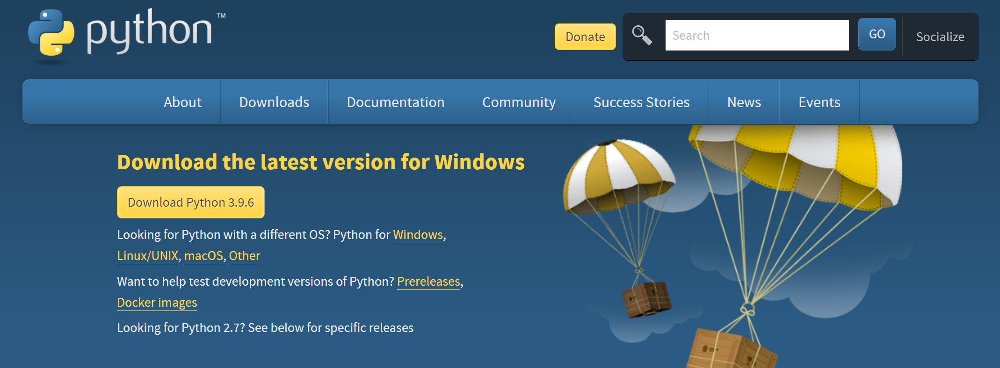 python™
Donate
Search
GO
Socialize
About
Downloads
Documentation
Community
Success Stories
News
Events
Download the latest version for Windows
Download Python 3.9.6
Looking for Python with a different OS? Python for Windows,
Linux/UNIX, macOS, Other
Want to help test development versions of Python? Prereleases,
Docker images
Looking for Python 2.7? See below for specific releases